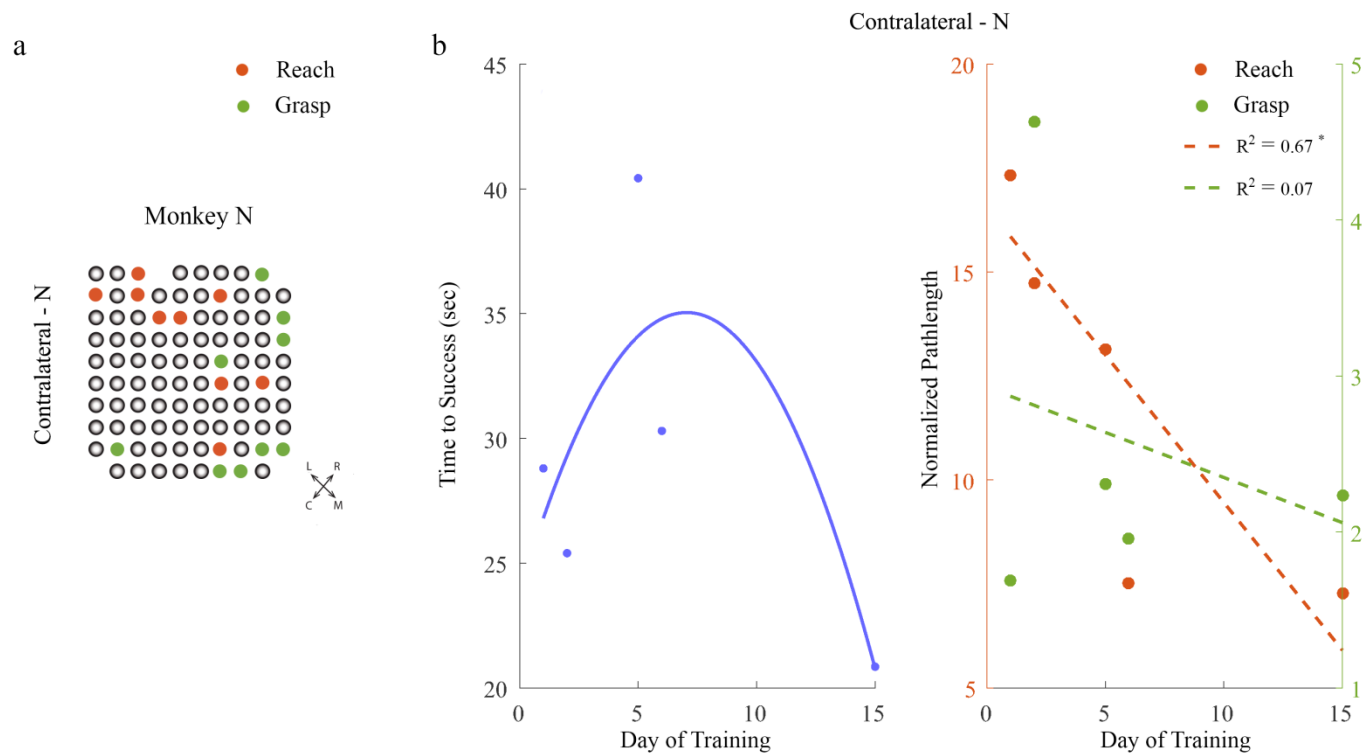 Contralateral - N
a
b
Reach
Grasp
Monkey N
Contralateral - N
L R
C M
45
40
35
30
25
20
Time to Success (sec)
0 5 10 15
Day of Training
20
15
10
5
Normalized Pathlength
Reach
Grasp
R² = 0.67 *
R² = 0.07
5
4
3
2
1
0 5 10 15
Day of Training